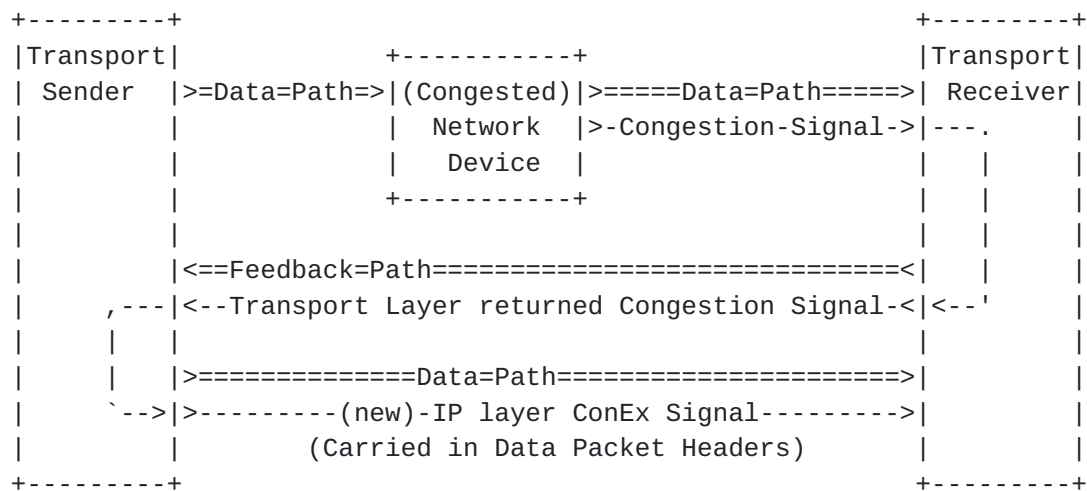 +---------+                                               +---------+
|Transport|             +-----------+                     |Transport|
| Sender  |>=Data=Path=>|(Congested)|>=====Data=Path=====>| Receiver|
|         |             |  Network  |>-Congestion-Signal->|---.     |
|         |             |   Device  |                     |   |     |
|         |             +-----------+                     |   |     |
|         |                                               |   |     |
|         |<==Feedback=Path==============================<|   |     |
|     ,---|<--Transport Layer returned Congestion Signal-<|<--'     |
|     |   |                                               |         |
|     |   |>==============Data=Path======================>|         |
|     `-->|>---------(new)-IP layer ConEx Signal--------->|         |
|         |        (Carried in Data Packet Headers)       |         |
+---------+                                               +---------+